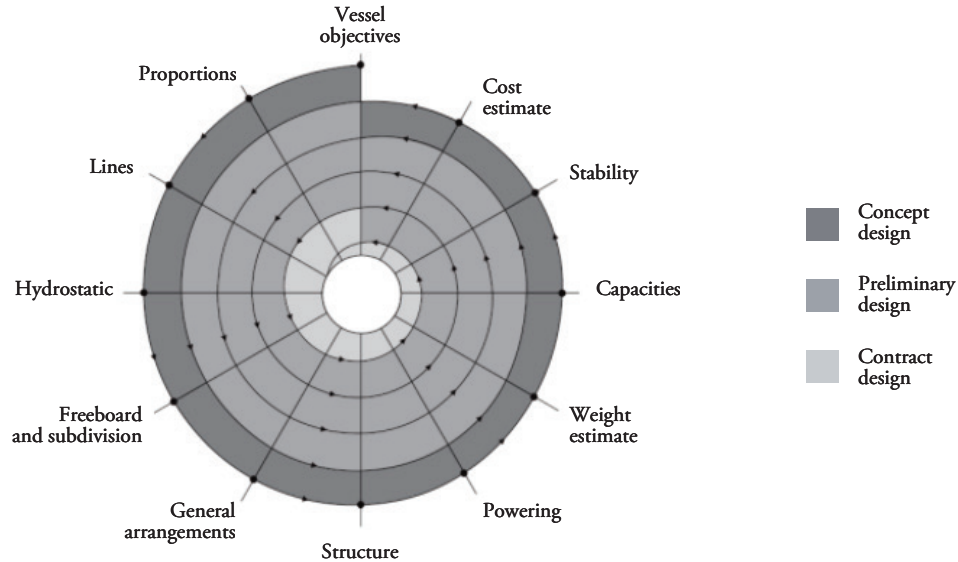 Vessel
objectives
Proportions
Cost
estimate
Lines
Stability
Hydrostatic
Capacities
Freeboard
and subdivision
Weight
estimate
General
arrangements
Powering
Structure
Concept
design
Preliminary
design
Contract
design